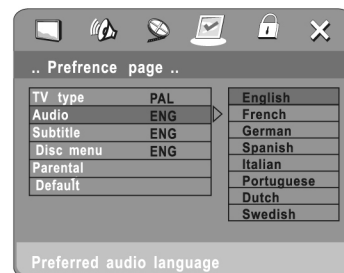 .. Prefrence page ..
TV type PAL
Audio ENG
Subtitle ENG
Disc menu ENG
Parental
Default
English
French
German
Spanish
Italian
Portuguese
Dutch
Swedish
Preferred audio language